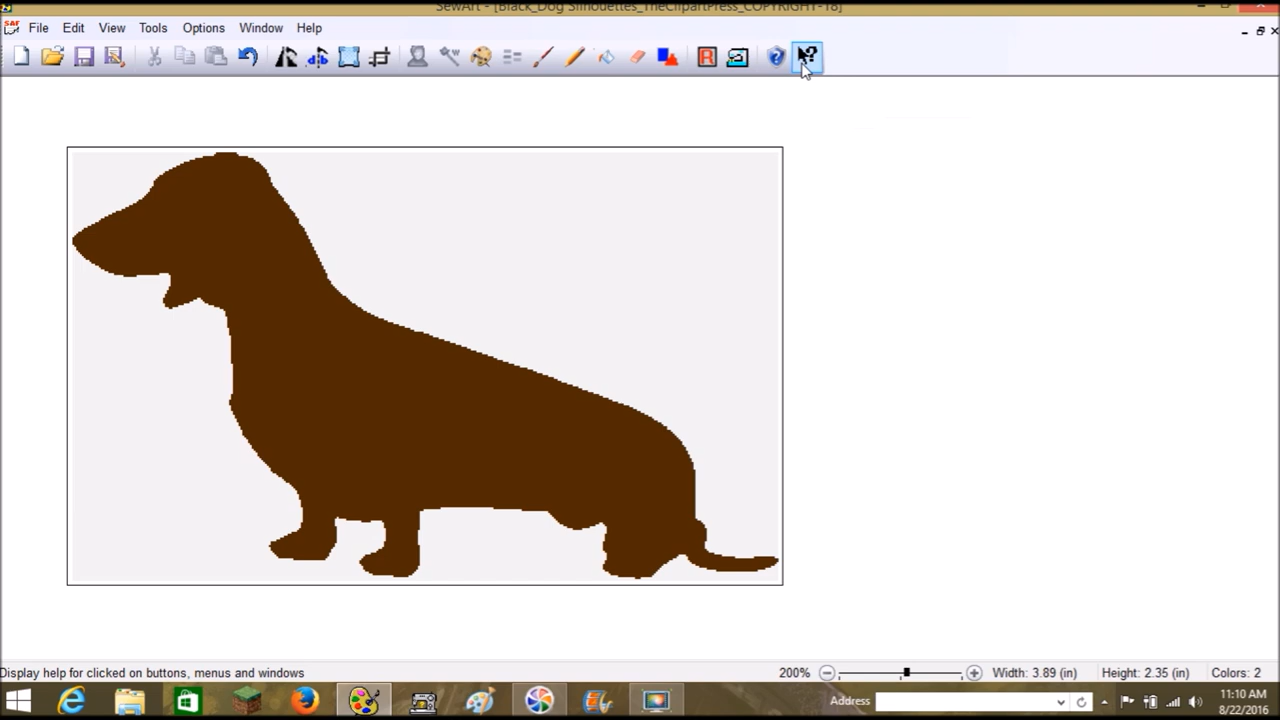 SewArt - [Black_Dog Silhouettes_TheClipartPress_COPYRIGHT-18]
SAF File Edit View Tools Options Window Help
R
Display help for clicked on buttons, menus and windows 200% Width: 3.89 (in) Height: 2.35 (in) Colors: 2
Address 11:10 AM
8/22/2016